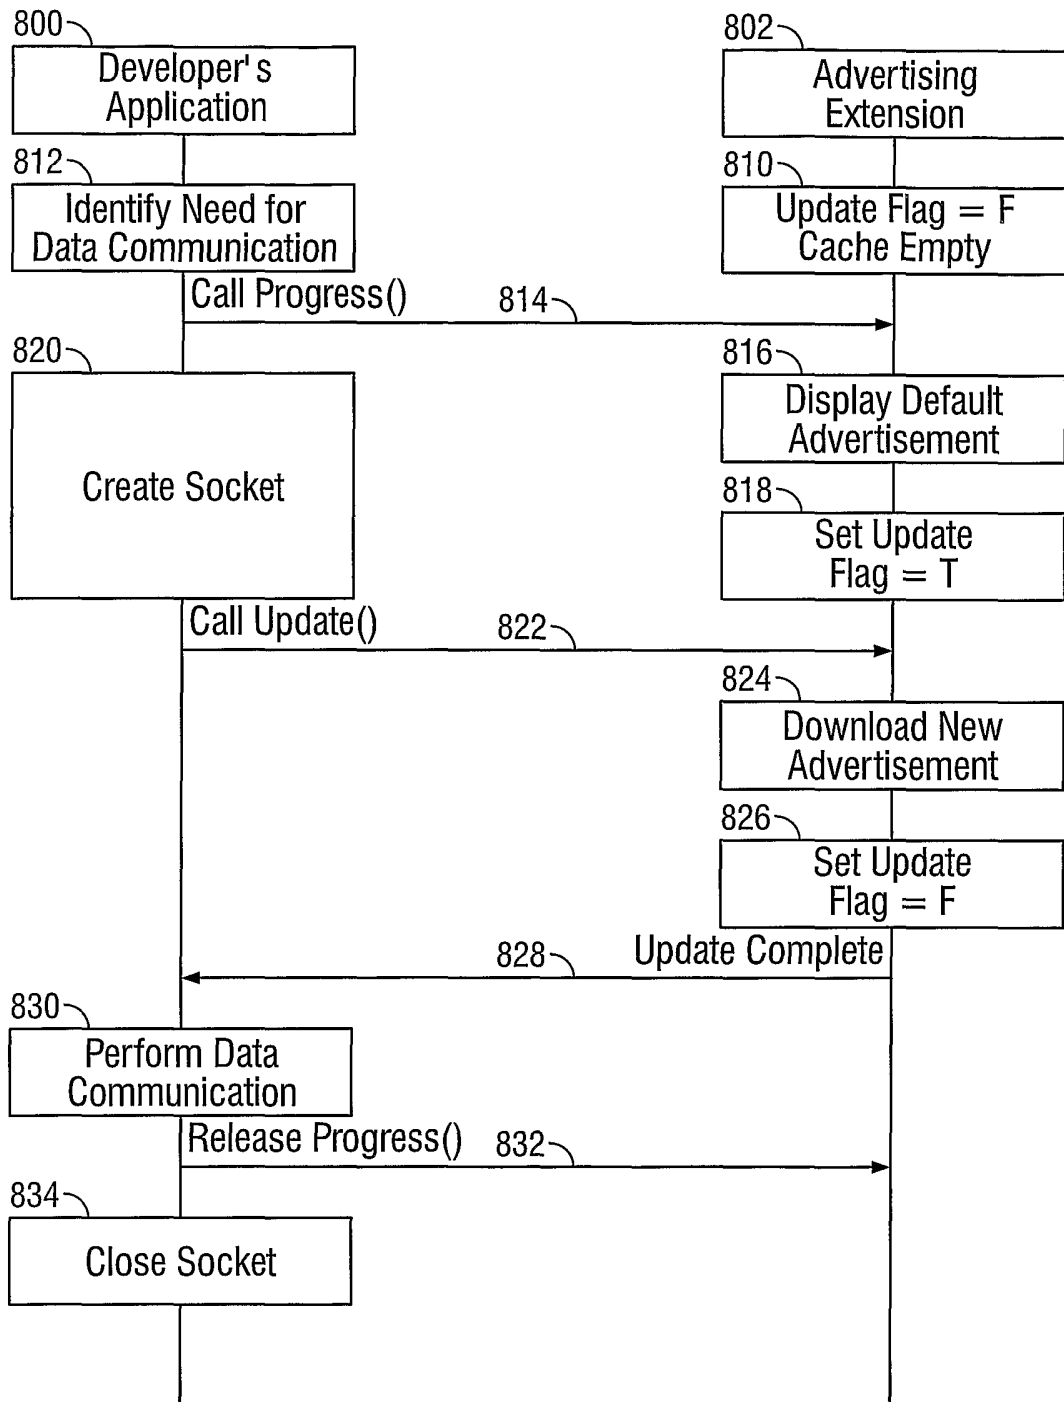 800
Developer's
Application
802
Advertising
Extension
812
Identify Need for
Data Communication
810
Update Flag = F
Cache Empty
Call Progress()
814
820
Create Socket
816
Display Default
Advertisement
818
Set Update
Flag = T
Call Update()
822
824
Download New
Advertisement
826
Set Update
Flag = F
828
Update Complete
830
Perform Data
Communication
Release Progress()
832
834
Close Socket